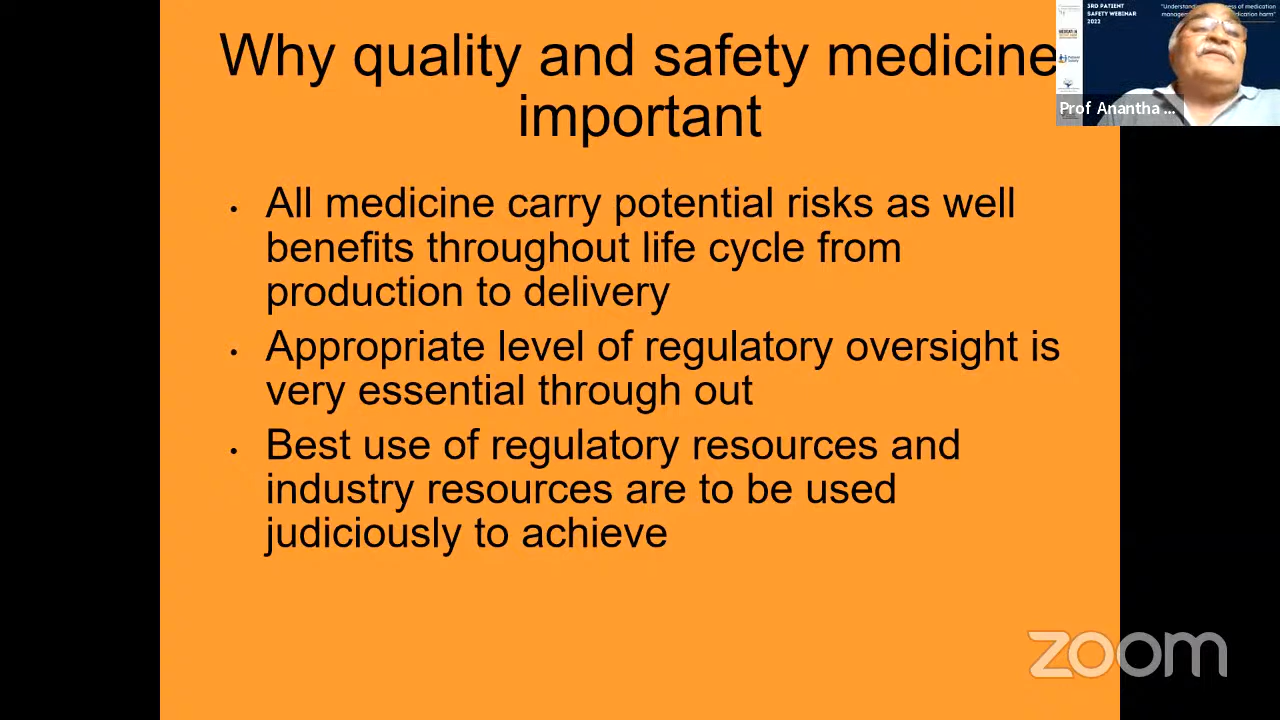 Why quality and safety medicine
important
• All medicine carry potential risks as well
benefits throughout life cycle from
production to delivery
• Appropriate level of regulatory oversight is
very essential through out
• Best use of regulatory resources and
industry resources are to be used
judiciously to achieve
3RD PATIENT
SAFETY WEBINAR
2022
of medication
Prof Anantha ...
zoom